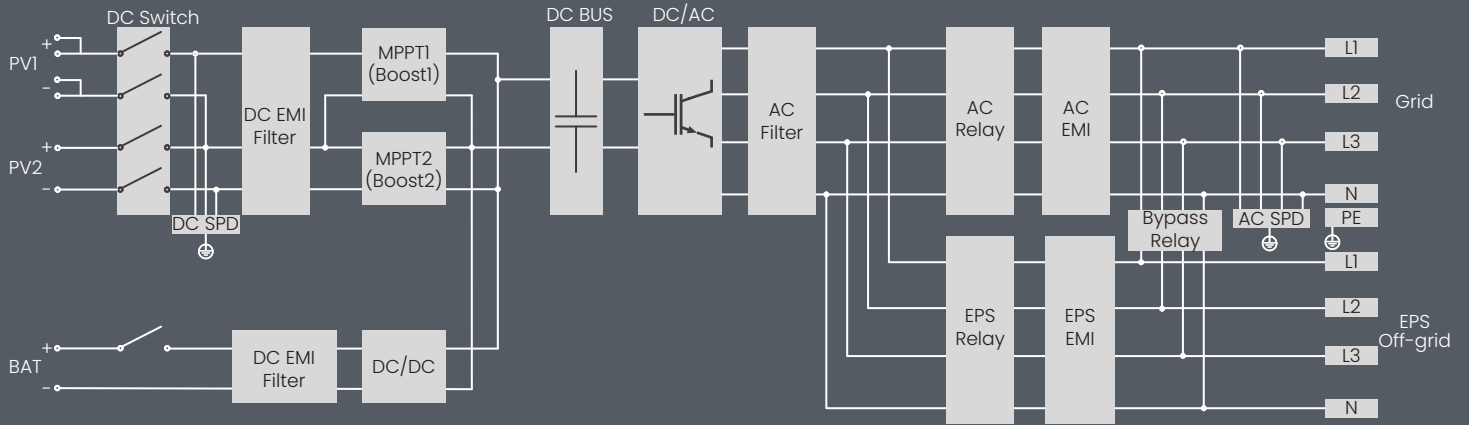 DC Switch
DC BUS
DC/AC
PV1
+
-
PV2
+
-
DC SPD
DC EMI
Filter
MPPT1
(Boost1)
MPPT2
(Boost2)
AC
Filter
AC
Relay
AC
EMI
L1
L2
L3
N
PE
Grid
Bypass
Relay
AC SPD
BAT
+
-
DC EMI
Filter
DC/DC
EPS
Relay
EPS
EMI
L1
L2
L3
N
EPS
Off-grid